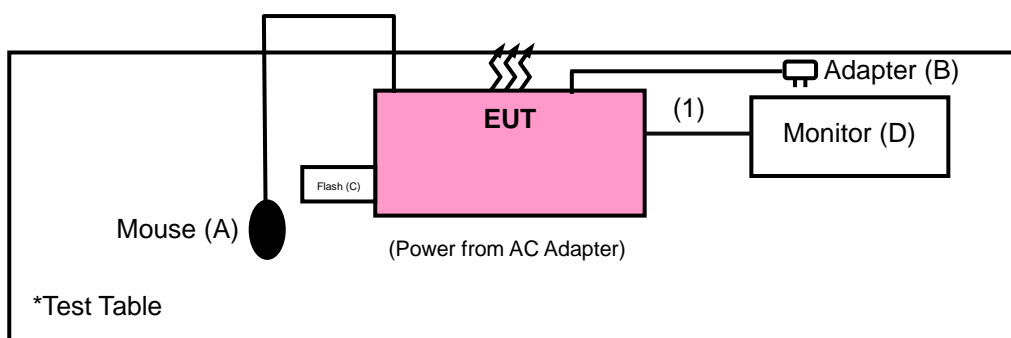 Adapter (B)
EUT
(1)
Monitor (D)
Flash (C)
Mouse (A)
(Power from AC Adapter)
*Test Table